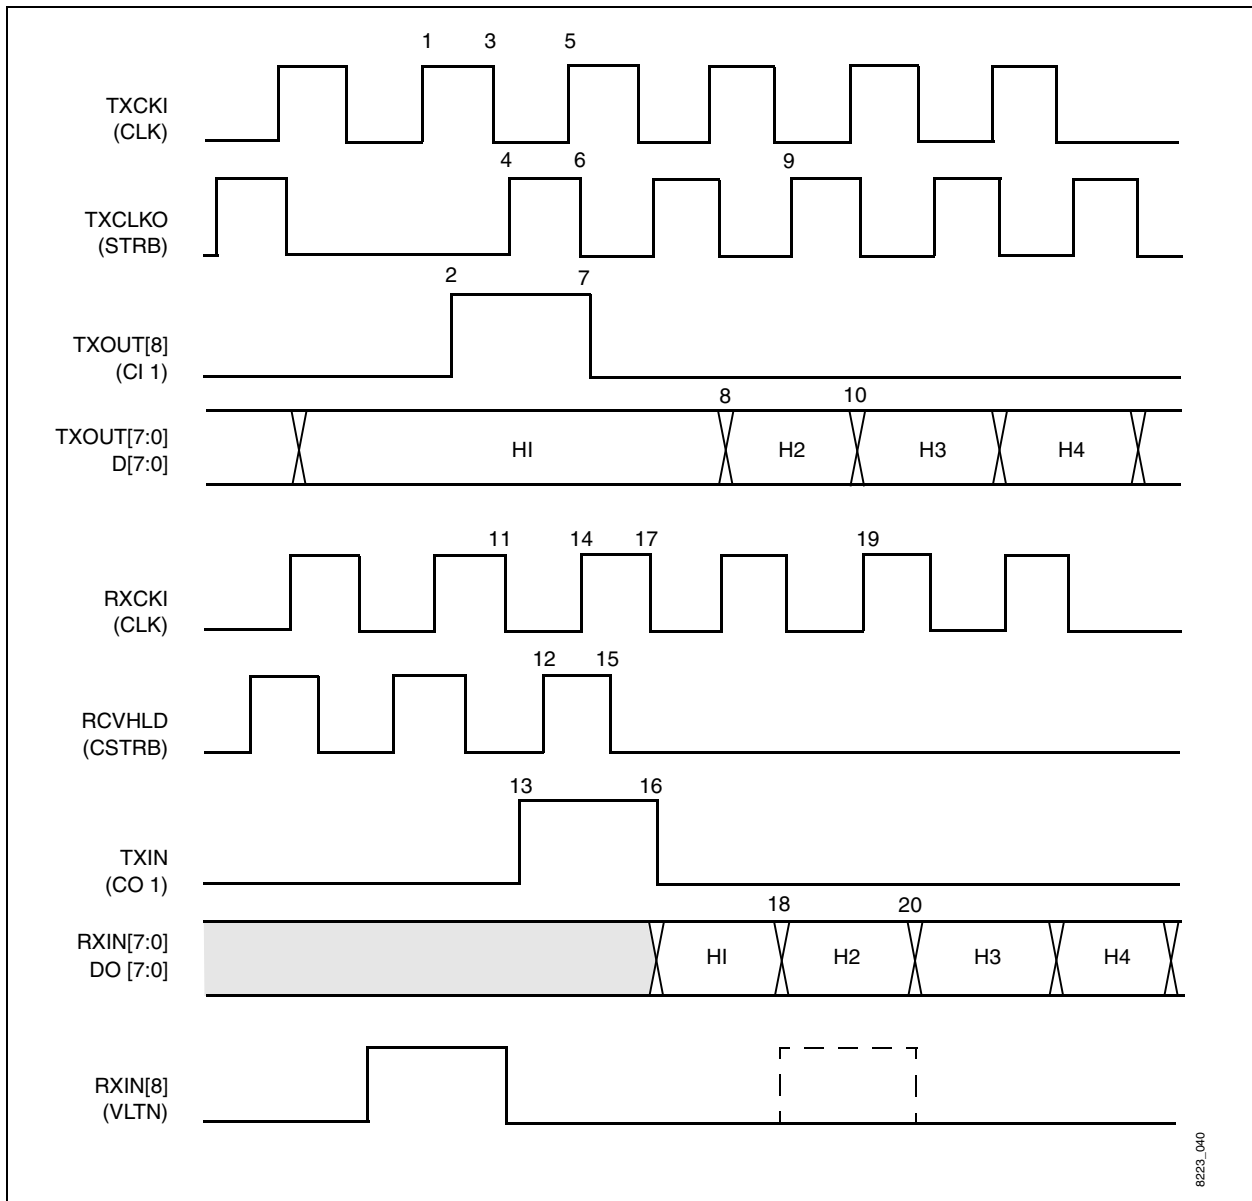 1 3 5
TXCKI
(CLK)
4 6 9
TXCLKO
(STRB)
2 7
TXOUT[8]
(CI 1)
8 10
TXOUT[7:0]
D[7:0]
HI H2 H3 H4
11 14 17 19
RXCKI
(CLK)
12 15
RCVHLD
(CSTRB)
13 16
TXIN
(CO 1)
18 20
RXIN[7:0]
DO [7:0]
HI H2 H3 H4
RXIN[8]
(VLTN)
8223_040